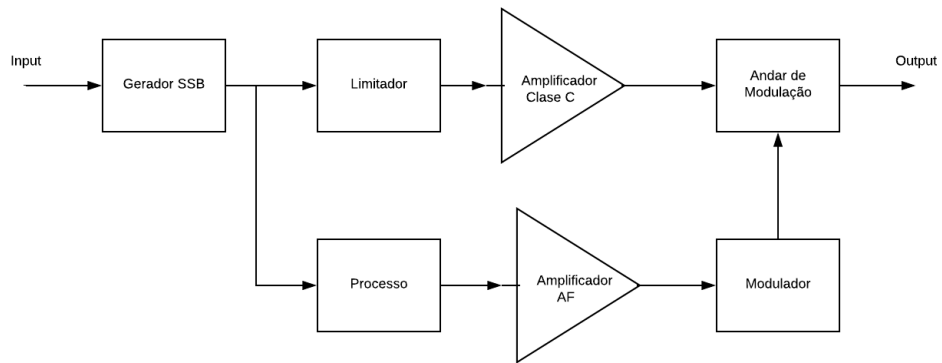 Input
Gerador SSB
Limitador
Amplificador
Clase C
Andar de
Modulação
Output
Processo
Amplificador
AF
Modulador